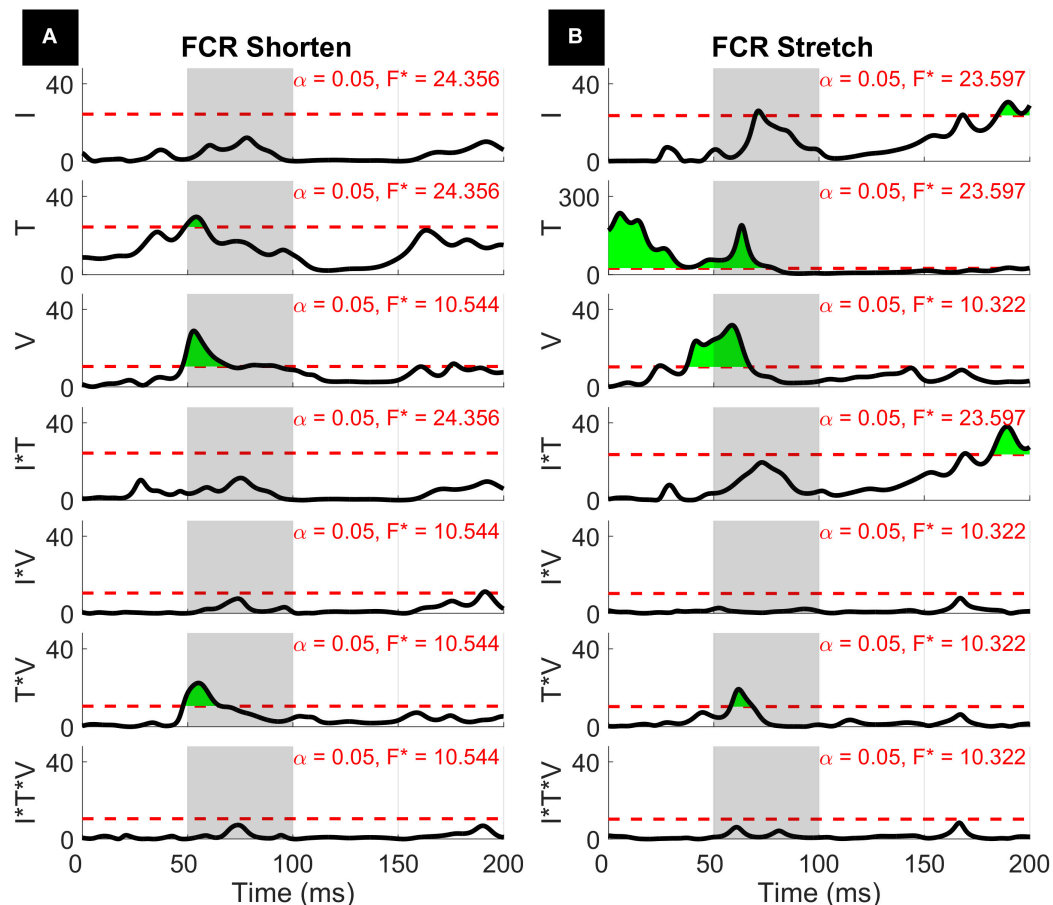 A
FCR Shorten
40
I
0
α = 0.05, F* = 24.356
40
T
0
α = 0.05, F* = 24.356
40
V
0
α = 0.05, F* = 10.544
40
I*T
0
α = 0.05, F* = 24.356
40
I*V
0
α = 0.05, F* = 10.544
40
T*V
0
α = 0.05, F* = 10.544
40
I*T*V
0
α = 0.05, F* = 10.544
0 50 100 150 200
Time (ms)
B
FCR Stretch
40
I
0
α = 0.05, F* = 23.597
300
T
0
α = 0.05, F* = 23.597
40
V
0
α = 0.05, F* = 10.322
40
I*T
0
α = 0.05, F* = 23.597
40
I*V
0
α = 0.05, F* = 10.322
40
T*V
0
α = 0.05, F* = 10.322
40
I*T*V
0
α = 0.05, F* = 10.322
0 50 100 150 200
Time (ms)